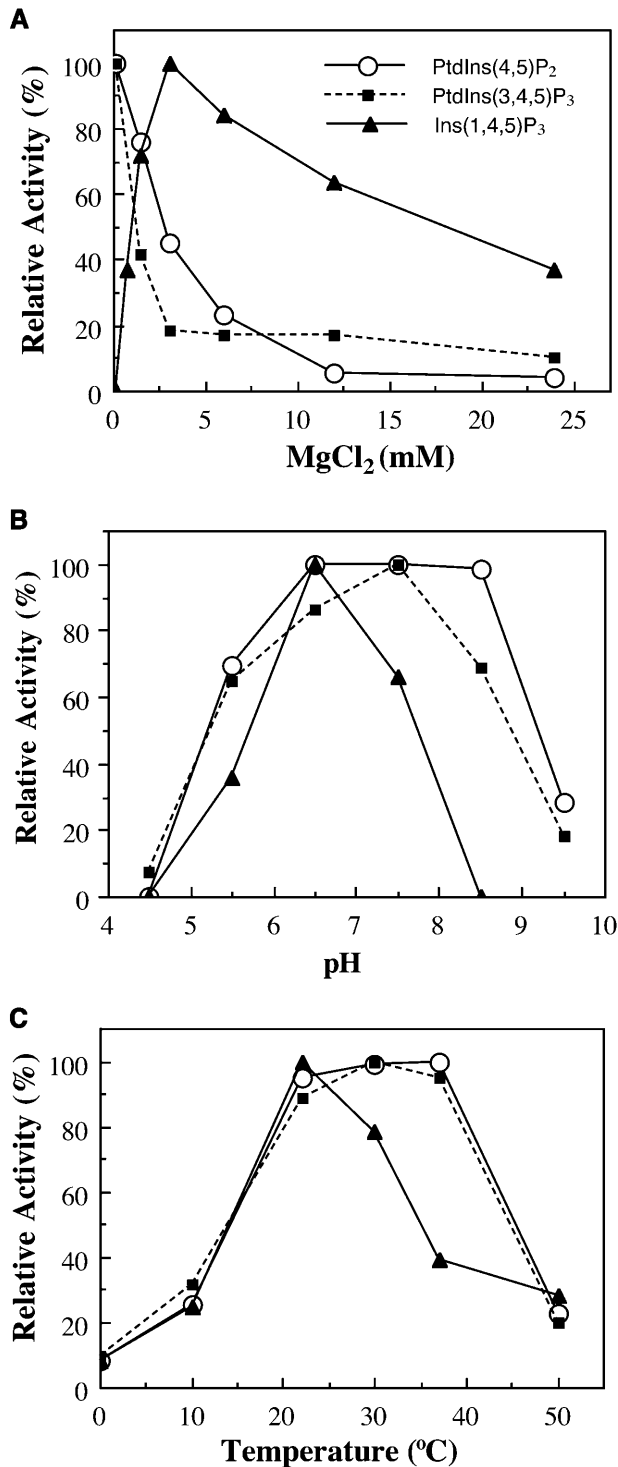 A
Relative Activity (%)
100
80
60
40
20
0
PtdIns(4,5)P₂
PtdIns(3,4,5)P₃
Ins(1,4,5)P₃
0 5 10 15 20 25
MgCl₂ (mM)
B
Relative Activity (%)
100
80
60
40
20
0
4 5 6 7 8 9 10
pH
C
Relative Activity (%)
100
80
60
40
20
0
0 10 20 30 40 50
Temperature (ºC)